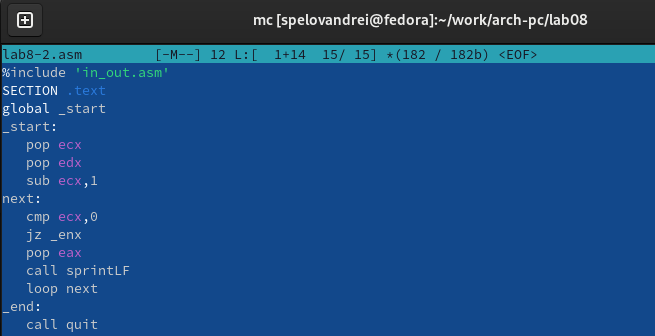 mc [spelovandrei@fedora]:~/work/arch-pc/lab08
lab8-2.asm [-M--] 12 L:[ 1+14 15/ 15] *(182 / 182b) <EOF>
%include 'in_out.asm'
SECTION .text
global _start
_start:
pop ecx
pop edx
sub ecx,1
next:
cmp ecx,0
jz _enx
pop eax
call sprintLF
loop next
_end:
call quit